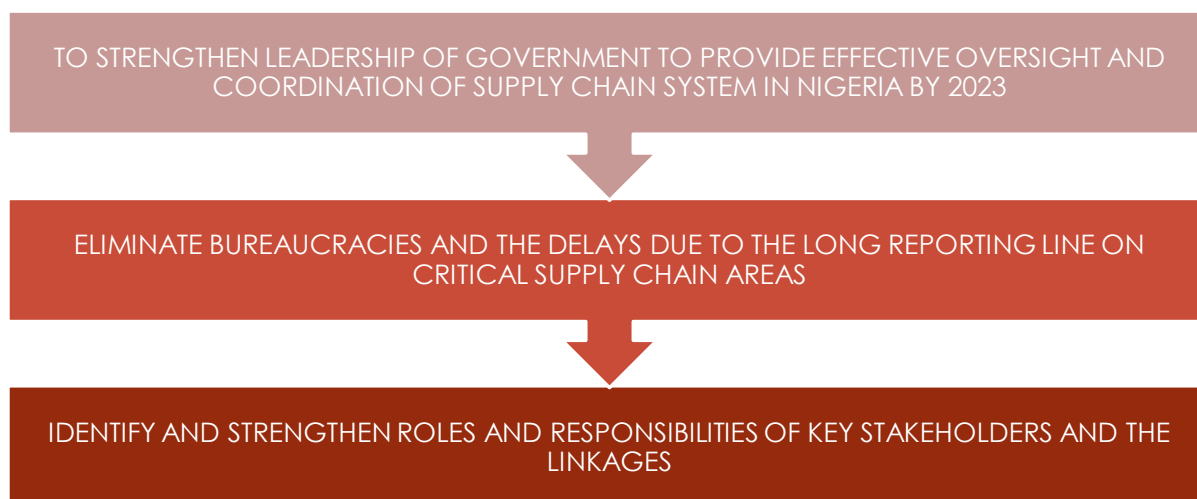 TO STRENGTHEN LEADERSHIP OF GOVERNMENT TO PROVIDE EFFECTIVE OVERSIGHT AND
COORDINATION OF SUPPLY CHAIN SYSTEM IN NIGERIA BY 2023
ELIMINATE BUREAUCRACIES AND THE DELAYS DUE TO THE LONG REPORTING LINE ON
CRITICAL SUPPLY CHAIN AREAS
IDENTIFY AND STRENGTHEN ROLES AND RESPONSIBILITIES OF KEY STAKEHOLDERS AND THE
LINKAGES